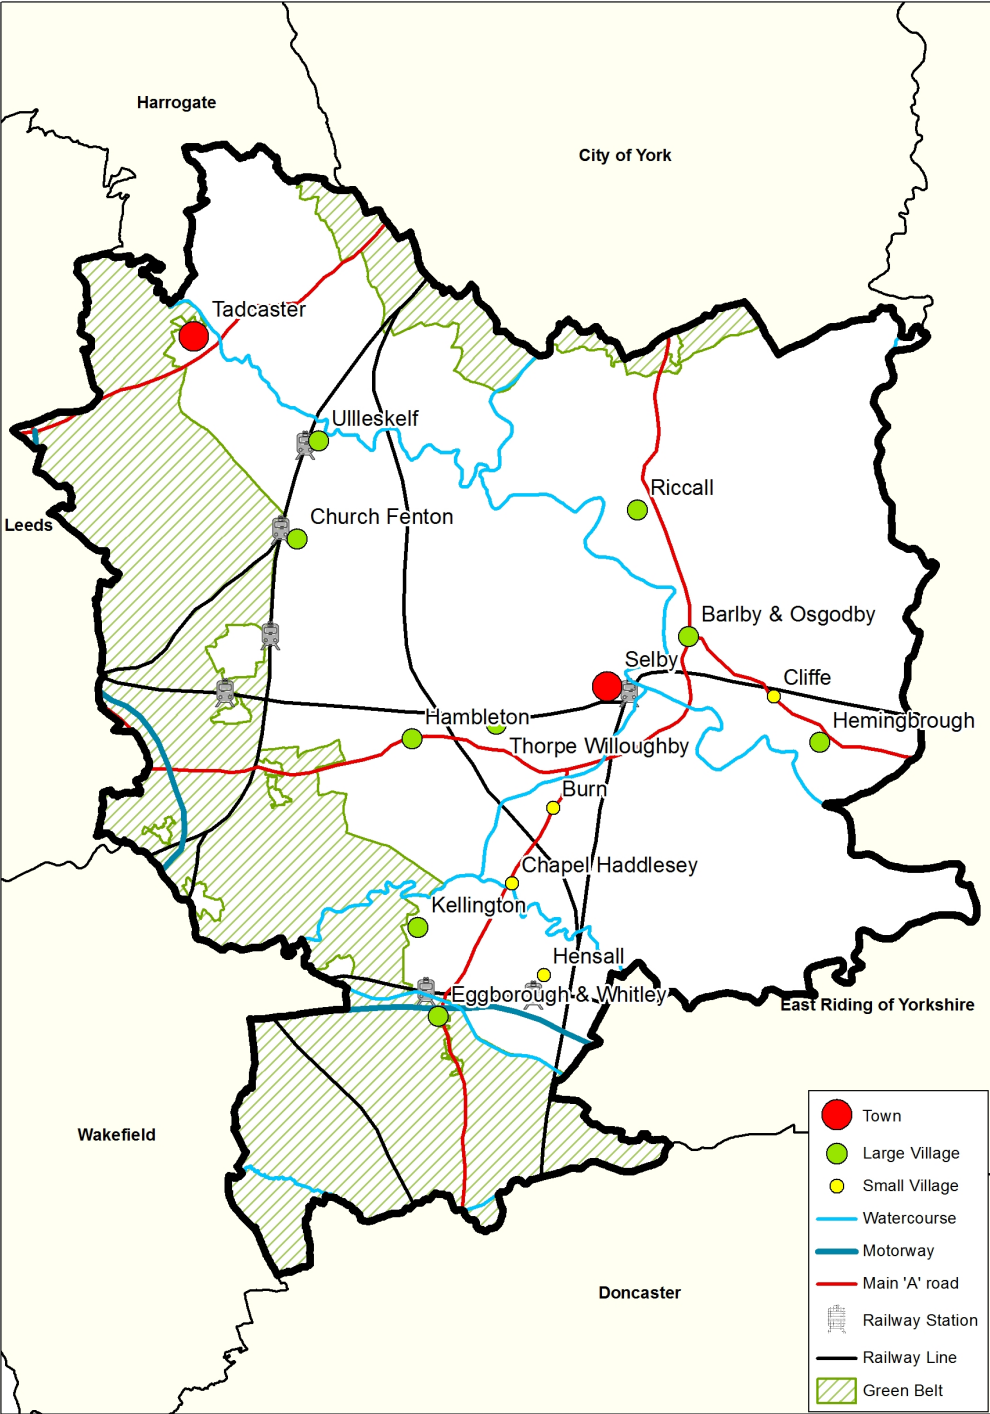 Harrogate
City of York
Tadcaster
Ullleskelf
Riccall
Church Fenton
Leeds
Barlby & Osgodby
Selby
Cliffe
Hambleton
Hemingbrough
Thorpe Willoughby
Burn
Chapel Haddlesey
Kellington
Hensall
Eggborough & Whitley
East Riding of Yorkshire
Wakefield
Doncaster
Town
Large Village
Small Village
Watercourse
Motorway
Main 'A' road
Railway Station
Railway Line
Green Belt